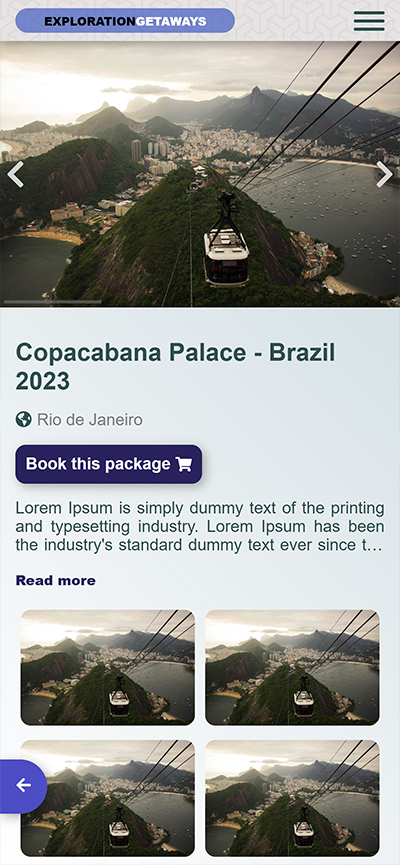 EXPLORATIONGETAWAYS
Copacabana Palace - Brazil
2023
Rio de Janeiro
Book this package
Lorem Ipsum is simply dummy text of the printing
and typesetting industry. Lorem Ipsum has been
the industry's standard dummy text ever since t...
Read more